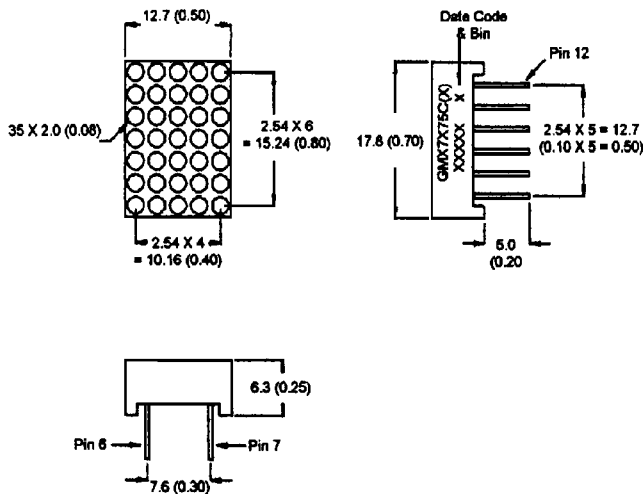 12.7 (0.50)
35 X 2.0 (0.08)
2.54 X 6
= 15.24 (0.60)
2.54 X 4
= 10.16 (0.40)
Date Code
& Bin
Pin 12
17.8 (0.70)
GMX7X75C(X)
XXXXX X
2.54 X 5 = 12.7
(0.10 X 5 = 0.50)
5.0
(0.20
6.3 (0.25)
Pin 6
Pin 7
7.6 (0.30)